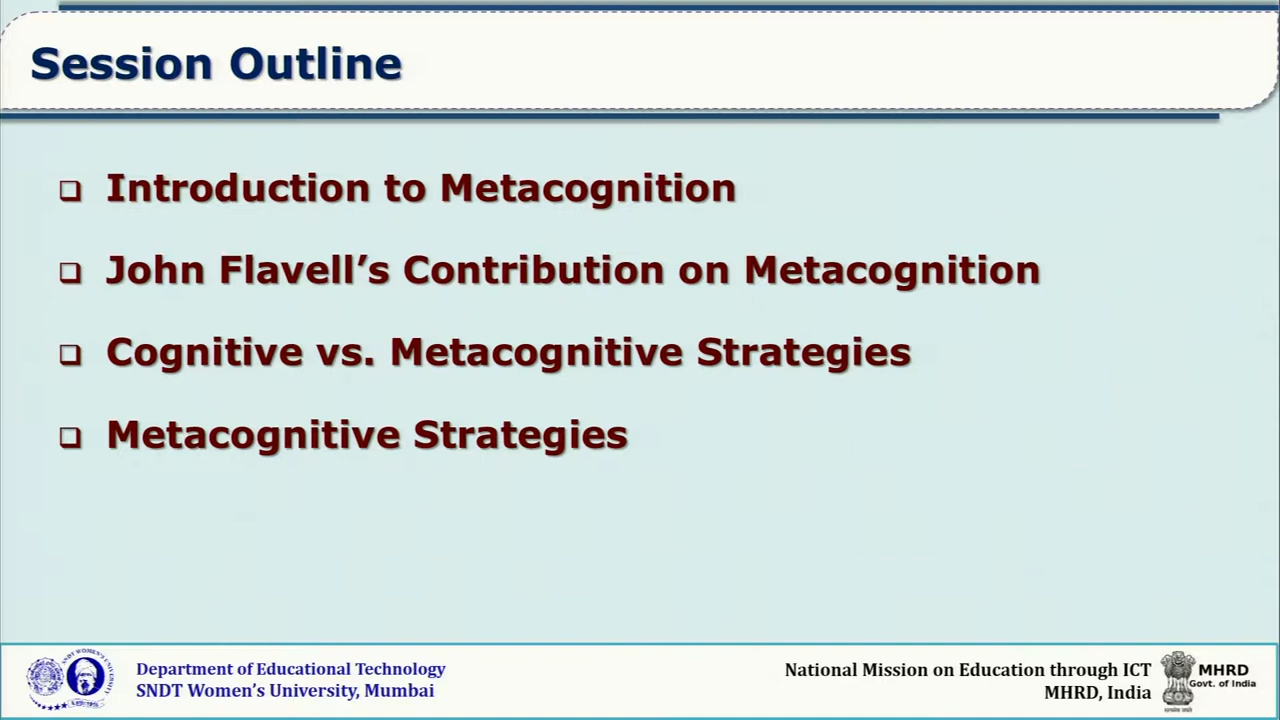 Session Outline
Introduction to Metacognition
John Flavell’s Contribution on Metacognition
Cognitive vs. Metacognitive Strategies
Metacognitive Strategies
Department of Educational Technology
SNDT Women’s University, Mumbai
National Mission on Education through ICT
MHRD, India
MHRD
Govt. of India